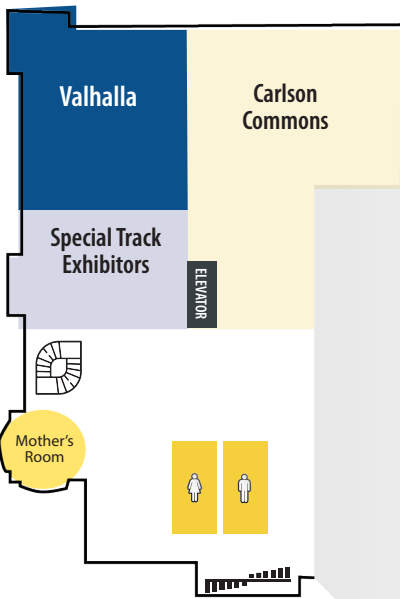 Valhalla
Carlson
Commons
Special Track
Exhibitors
ELEVATOR
Mother's
Room